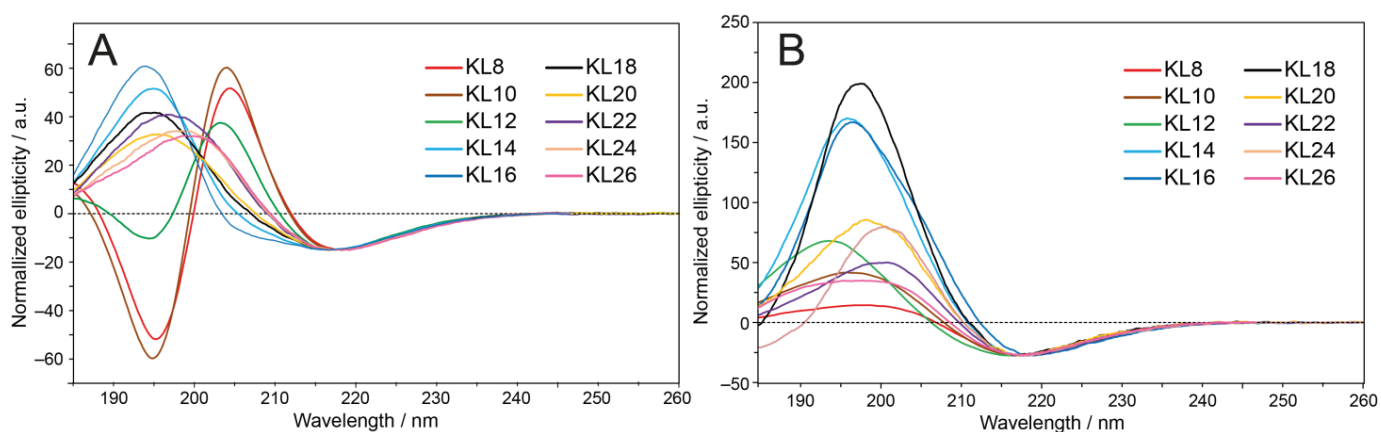 A
Normallized ellipticity / a.u.
60
40
20
0
−20
−40
−60
190 200 210 220 230 240 250 260
Wavelength / nm
KL8 KL18
KL10 KL20
KL12 KL22
KL14 KL24
KL16 KL26
B
Normalized ellipticity / a.u.
250
200
150
100
50
0
−50
190 200 210 220 230 240 250 260
Wavelength / nm
KL8 KL18
KL10 KL20
KL12 KL22
KL14 KL24
KL16 KL26